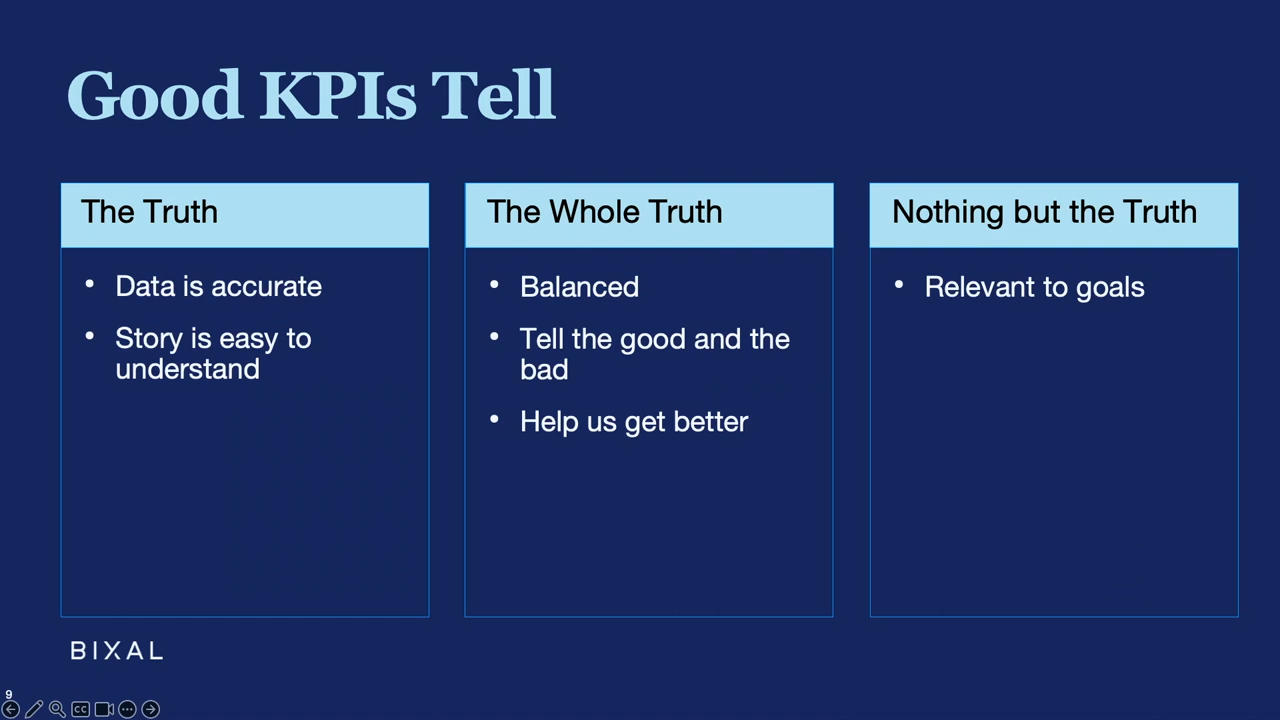 Good KPIs Tell
The Truth
• Data is accurate
• Story is easy to
understand
The Whole Truth
• Balanced
• Tell the good and the
bad
• Help us get better
Nothing but the Truth
• Relevant to goals
BIXAL
9
CC